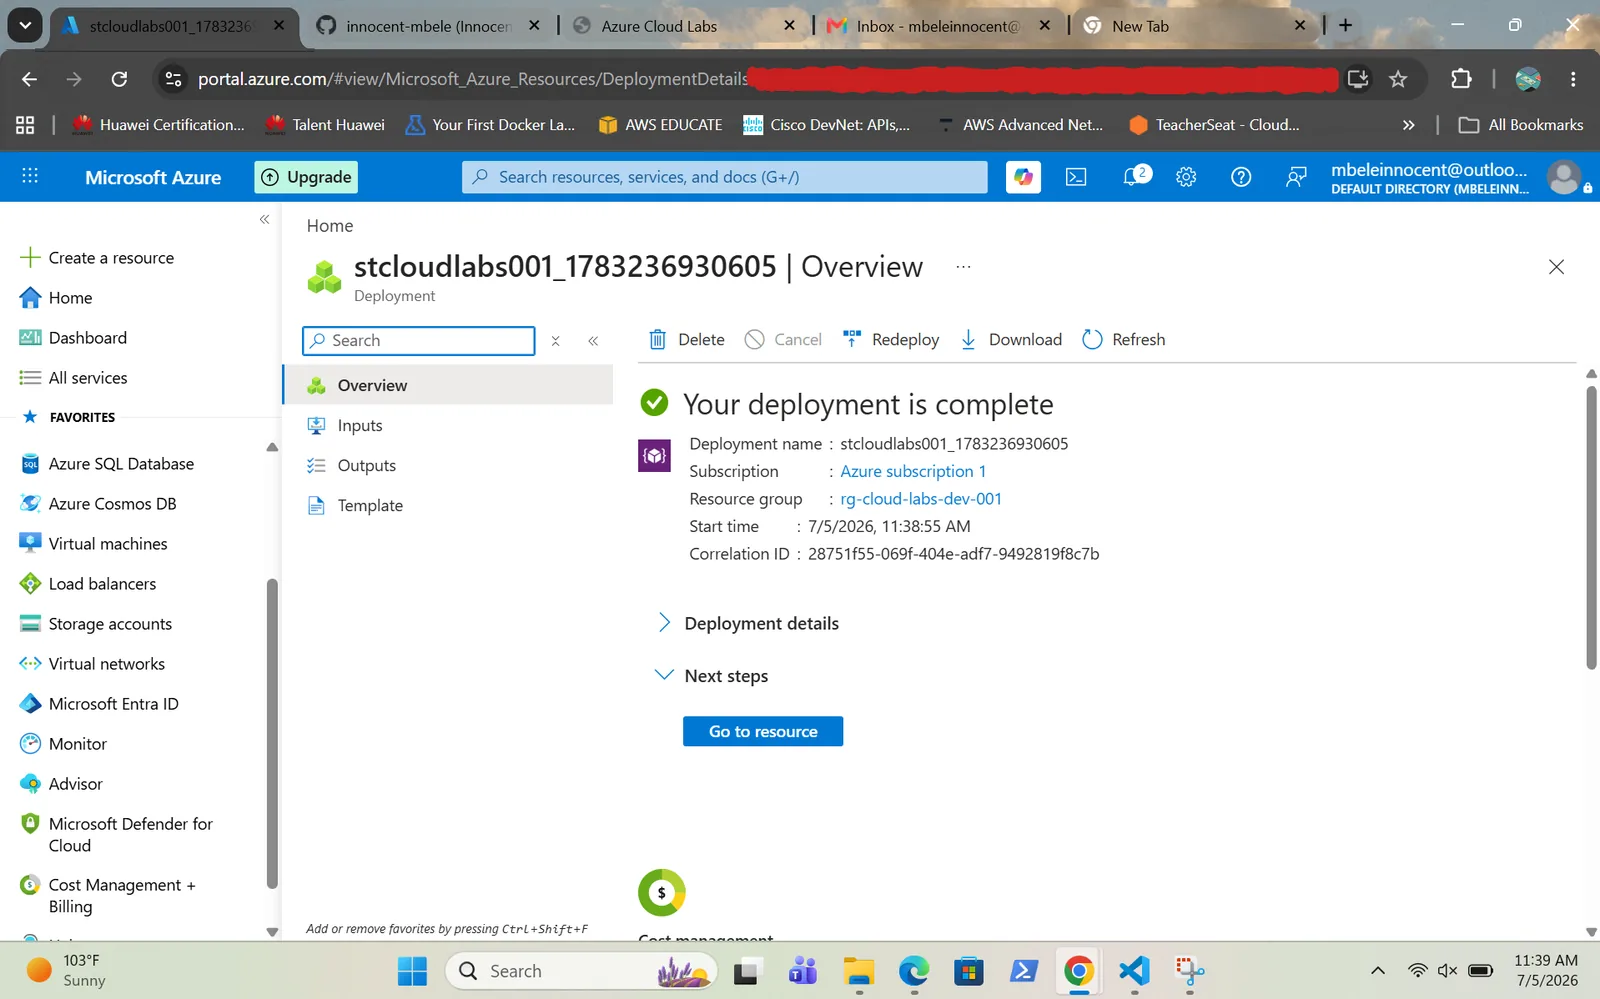 stcloudlabs001_17832369
innocent-mbele (Innocen
Azure Cloud Labs
Inbox - mbeleinnocent@
New Tab
portal.azure.com/#view/Microsoft_Azure_Resources/DeploymentDetails
Huawei Certification...
Talent Huawei
Your First Docker La...
AWS EDUCATE
Cisco DevNet: APIs,...
AWS Advanced Net...
TeacherSeat - Cloud...
All Bookmarks
Microsoft Azure
Upgrade
Search resources, services, and docs (G+/)
2
mbeleinnocent@outloo...
DEFAULT DIRECTORY (MBELEINN...
Create a resource
Home
Dashboard
All services
FAVORITES
Azure SQL Database
Azure Cosmos DB
Virtual machines
Load balancers
Storage accounts
Virtual networks
Microsoft Entra ID
Monitor
Advisor
Microsoft Defender for
Cloud
Cost Management +
Billing
Home
stcloudlabs001_1783236930605 | Overview
Deployment
Search
Overview
Inputs
Outputs
Template
Add or remove favorites by pressing Ctrl+Shift+F
Delete
Cancel
Redeploy
Download
Refresh
Your deployment is complete
Deployment name : stcloudlabs001_1783236930605
Subscription : Azure subscription 1
Resource group : rg-cloud-labs-dev-001
Start time : 7/5/2026, 11:38:55 AM
Correlation ID : 28751f55-069f-404e-adf7-9492819f8c7b
Deployment details
Next steps
Go to resource
Cost management
103°F
Sunny
Search
11:39 AM
7/5/2026